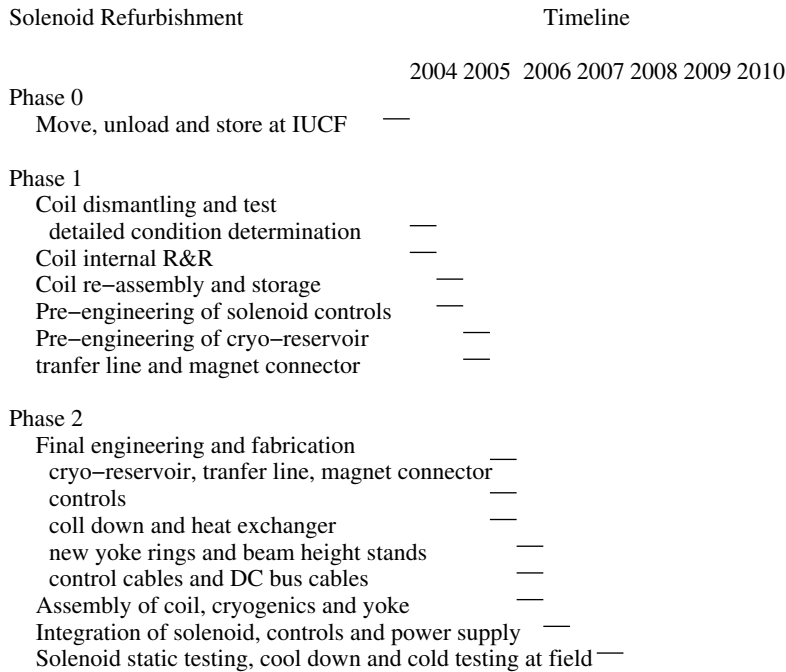 Solenoid Refurbishment Timeline
2004 2005 2006 2007 2008 2009 2010
Phase 0
Move, unload and store at IUCF
Phase 1
Coil dismantling and test
detailed condition determination
Coil internal R&R
Coil re−assembly and storage
Pre−engineering of solenoid controls
Pre−engineering of cryo−reservoir
tranfer line and magnet connector
Phase 2
Final engineering and fabrication
cryo−reservoir, tranfer line, magnet connector
controls
coll down and heat exchanger
new yoke rings and beam height stands
control cables and DC bus cables
Assembly of coil, cryogenics and yoke
Integration of solenoid, controls and power supply
Solenoid static testing, cool down and cold testing at field